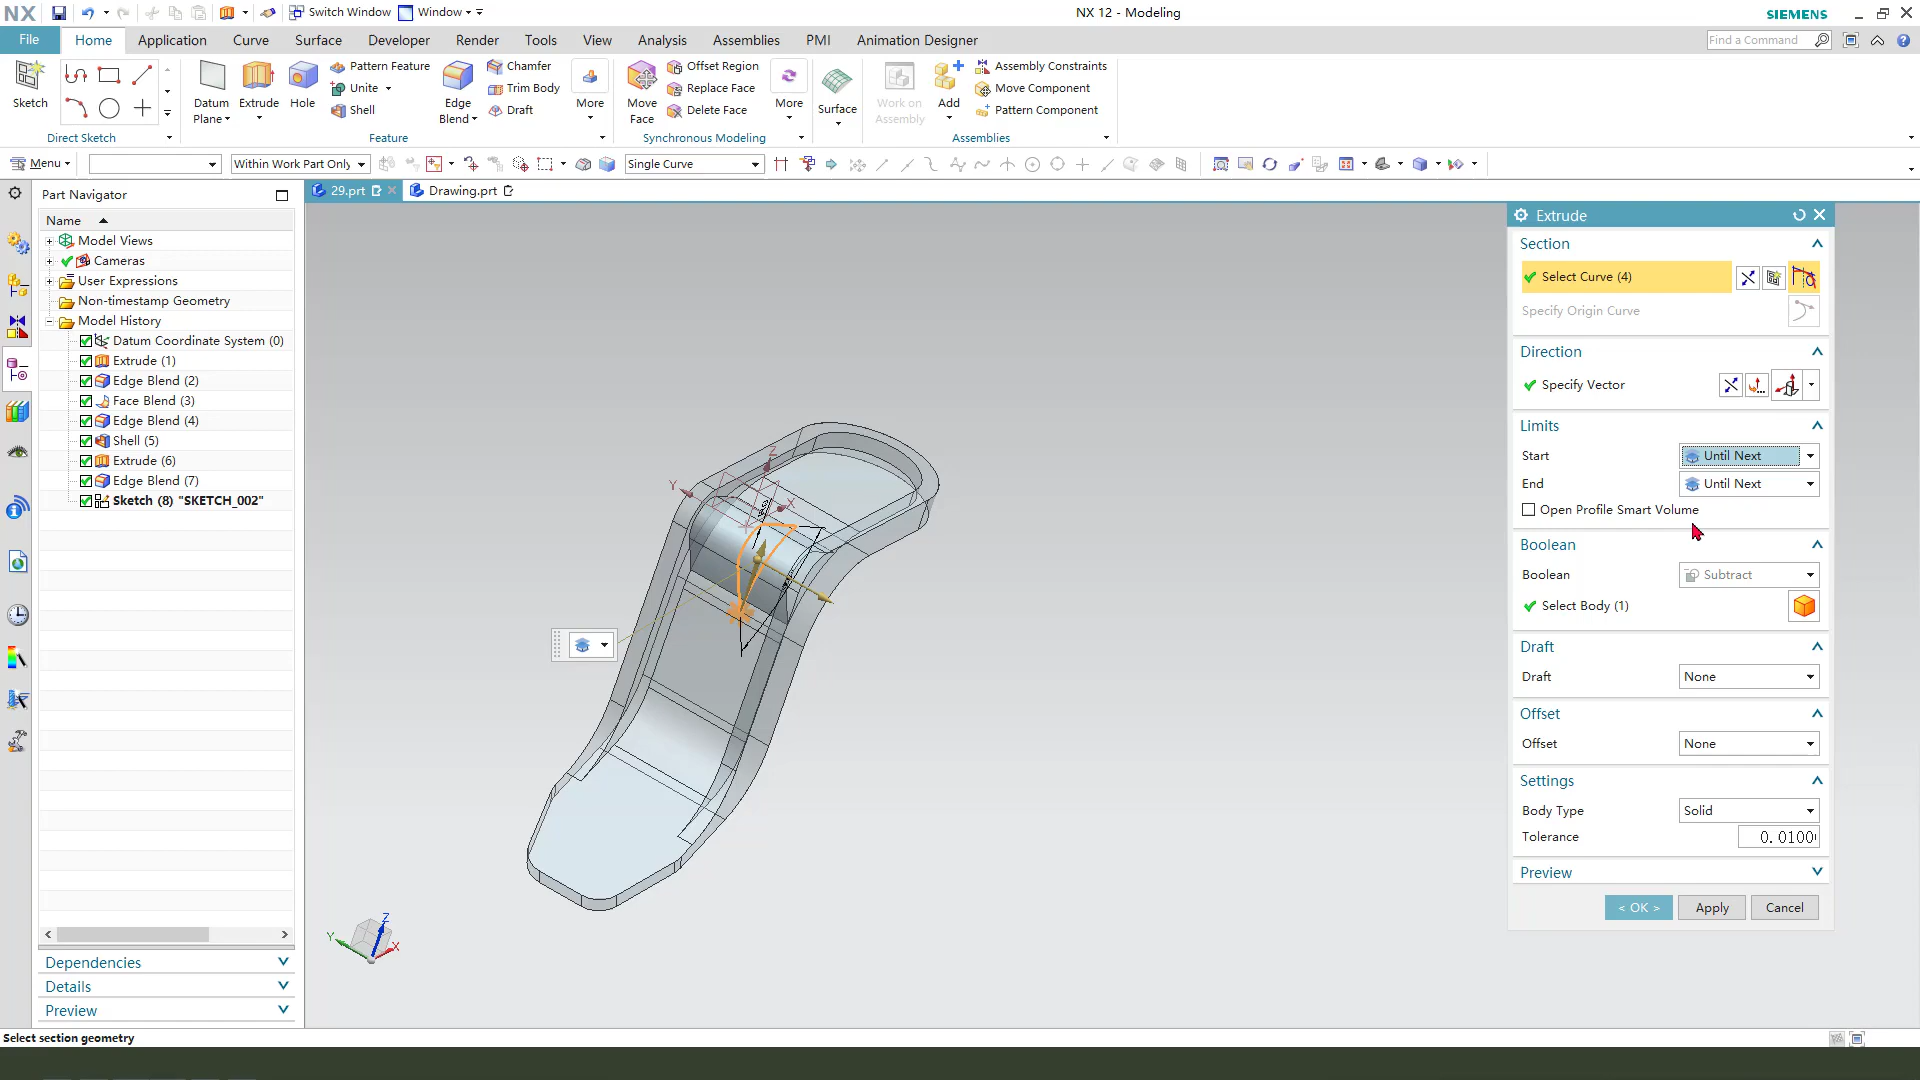 NX
Switch Window
Window
NX 12 - Modeling
SIEMENS
File
Home
Application
Curve
Surface
Developer
Render
Tools
View
Analysis
Assemblies
PMI
Animation Designer
Find a Command
Sketch
Direct Sketch
Datum Plane
Extrude
Hole
Pattern Feature
Unite
Shell
Edge Blend
Chamfer
Trim Body
Draft
More
Feature
Move Face
Offset Region
Replace Face
Delete Face
More
Synchronous Modeling
Surface
Work on Assembly
Add
Assembly Constraints
Move Component
Pattern Component
Assemblies
Menu
Within Work Part Only
Single Curve
Part Navigator
29.prt
Drawing.prt
Name
Model Views
Cameras
User Expressions
Non-timestamp Geometry
Model History
Datum Coordinate System (0)
Extrude (1)
Edge Blend (2)
Face Blend (3)
Edge Blend (4)
Shell (5)
Extrude (6)
Edge Blend (7)
Sketch (8) "SKETCH_002"
Dependencies
Details
Preview
Z
Y
X
Z
Y
X
Extrude
Section
Select Curve (4)
Specify Origin Curve
Direction
Specify Vector
Limits
Start
Until Next
End
Until Next
Open Profile Smart Volume
Boolean
Boolean
Subtract
Select Body (1)
Draft
Draft
None
Offset
Offset
None
Settings
Body Type
Solid
Tolerance
0.0100
Preview
< OK >
Apply
Cancel
Select section geometry